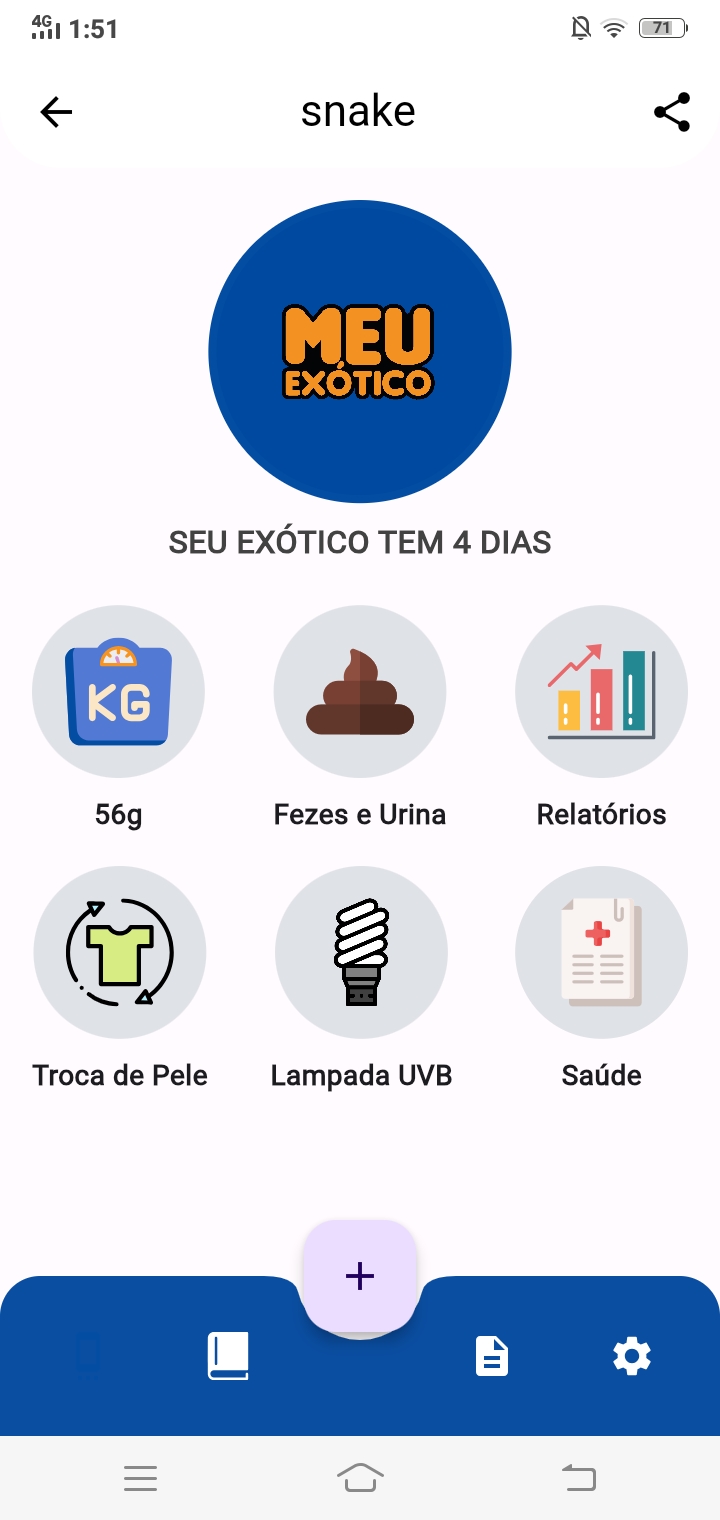 4G 1:51 71
snake
MEU
EXÓTICO
SEU EXÓTICO TEM 4 DIAS
KG
56g Fezes e Urina Relatórios
Troca de Pele Lampada UVB Saúde